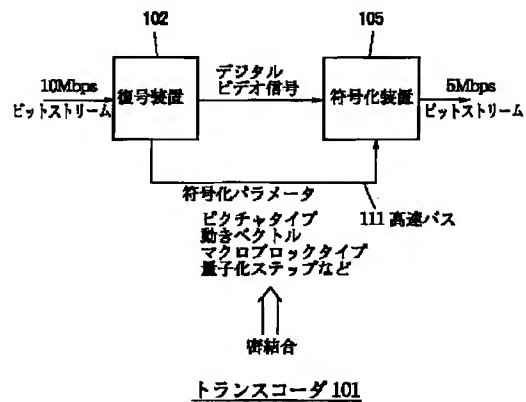 102
105
10Mbps
ビットストリーム
復号装置
デジタル
ビデオ信号
符号化装置
5Mbps
ビットストリーム
符号化パラメータ
ピクチャタイプ
動きベクトル
マクロブロックタイプ
量子化ステップなど
111 高速バス
密結合
トランスコーダ 101